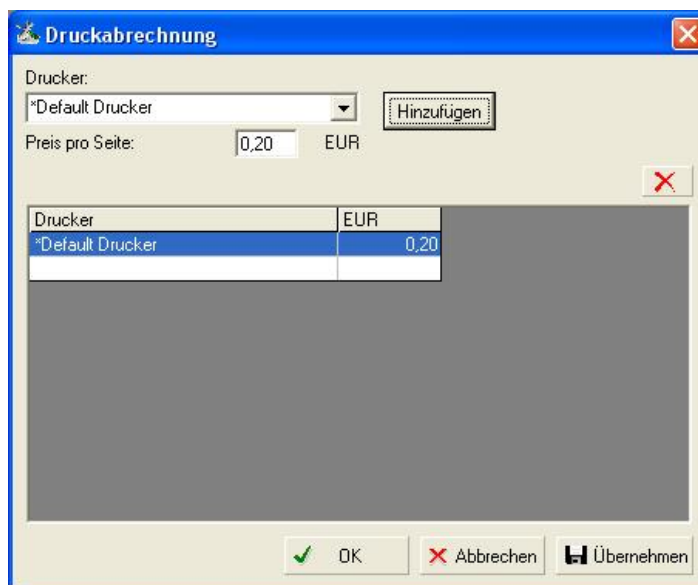 Druckabrechnung
Drucker:
*Default Drucker
Hinzufügen
Preis pro Seite: 0,20 EUR
Drucker EUR
*Default Drucker 0,20
OK Abbrechen Übernehmen